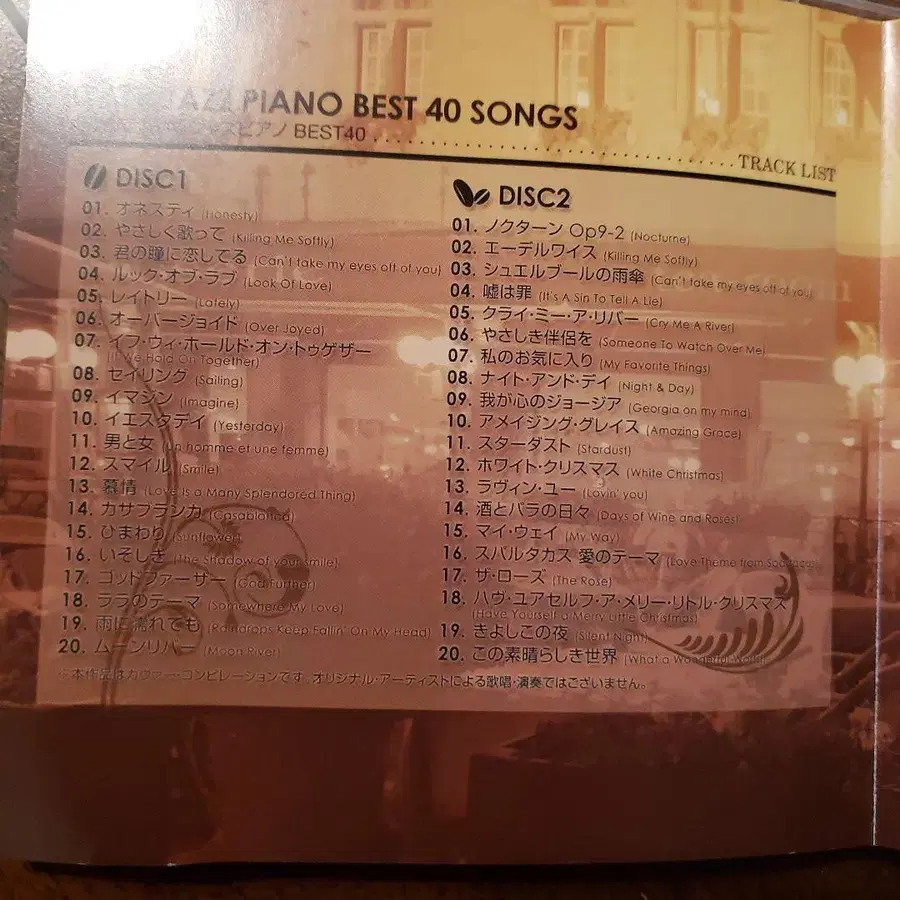 JAZZ PIANO BEST 40 SONGS
ジャズピアノ BEST40
TRACK LIST
DISC1
01. オネスティ (Honesty)
02. やさしく歌って (Killing Me Softly)
03. 君の瞳に恋してる (Can't take my eyes off of you)
04. ルック・オブ・ラブ (Look Of Love)
05. レイトリー (Lately)
06. オーバージョイド (Over Joyed)
07. イフ・ウィ・ホールド・オン・トゥゲザー
(If We Hold On Together)
08. セイリング (Sailing)
09. イマジン (Imagine)
10. イエスタデイ (Yesterday)
11. 男と女 (un homme et une femme)
12. スマイル (Smile)
13. 慕情 (Love Is a Many Splendored Thing)
14. カサブランカ (Casablanca)
15. ひまわり (Sunflower)
16. いそしぎ (The Shadow of your smile)
17. ゴッドファーザー (God Further)
18. ララのテーマ (Somewhere My Love)
19. 雨に濡れても (Raindrops Keep Fallin' On My Head)
20. ムーンリバー (Moon River)
DISC2
01. ノクターン Op9-2 (Nocturne)
02. エーデルワイス (Killing Me Softly)
03. シュエルブールの雨傘 (Can't take my eyes off of you)
04. 嘘は罪 (It's A Sin To Tell A Lie)
05. クライ・ミー・ア・リバー (Cry Me A River)
06. やさしき伴侶を (Someone To Watch Over Me)
07. 私のお気に入り (My Favorite Things)
08. ナイト・アンド・デイ (Night & Day)
09. 我が心のジョージア (Georgia on my mind)
10. アメイジング・グレイス (Amazing Grace)
11. スターダスト (Stardust)
12. ホワイト・クリスマス (White Christmas)
13. ラヴィン・ユー (Lovin' you)
14. 酒とバラの日々 (Days of Wine and Roses)
15. マイ・ウェイ (My Way)
16. スパルタカス 愛のテーマ (Love Theme from Spartacus)
17. ザ・ローズ (The Rose)
18. ハヴ・ユアセルフ・ア・メリー・リトル・クリスマス
(Have Yourself a Merry Little Christmas)
19. きよしこの夜 (Silent Night)
20. この素晴らしき世界 (What a Wonderful World)
※本作品はカヴァー・コンピレーションです。オリジナル・アーティストによる歌唱・演奏ではございません。